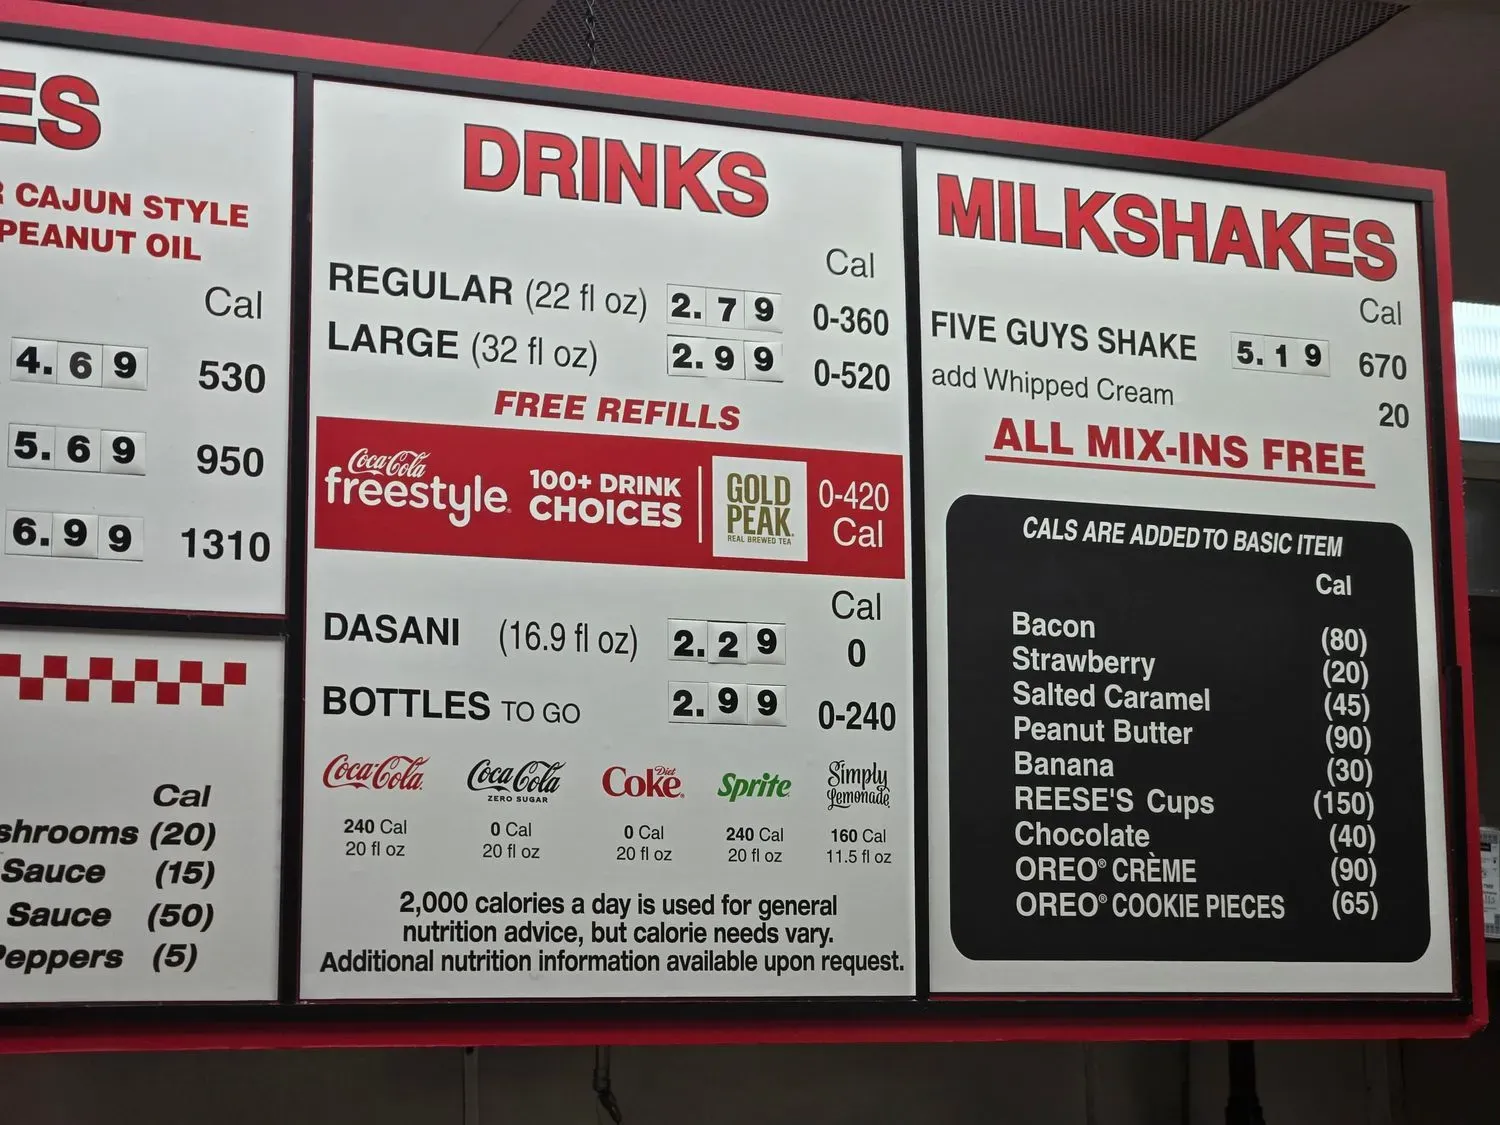 ES
CAJUN STYLE
PEANUT OIL
Cal
4.69 530
5.69 950
6.99 1310
Cal
(20)
Sauce (15)
Sauce (50)
Peppers (5)
DRINKS
Cal
REGULAR (22 fl oz) 2.79 0-360
LARGE (32 fl oz) 2.99 0-520
FREE REFILLS
Coca-Cola
freestyle
100+ DRINK
CHOICES
GOLD
PEAK
REAL BREWED TEA
0-420
Cal
Cal
DASANI (16.9 fl oz) 2.29 0
BOTTLES TO GO 2.99 0-240
Coca-Cola
240 Cal
20 fl oz
Coca-Cola
ZERO SUGAR
0 Cal
20 fl oz
Diet
Coke
0 Cal
20 fl oz
Sprite
240 Cal
20 fl oz
Simply
Lemonade
160 Cal
11.5 fl oz
2,000 calories a day is used for general
nutrition advice, but calorie needs vary.
Additional nutrition information available upon request.
MILKSHAKES
Cal
FIVE GUYS SHAKE 5.19 670
add Whipped Cream 20
ALL MIX-INS FREE
CALS ARE ADDED TO BASIC ITEM
Cal
Bacon (80)
Strawberry (20)
Salted Caramel (45)
Peanut Butter (90)
Banana (30)
REESE'S Cups (150)
Chocolate (40)
OREO® CRÈME (90)
OREO® COOKIE PIECES (65)